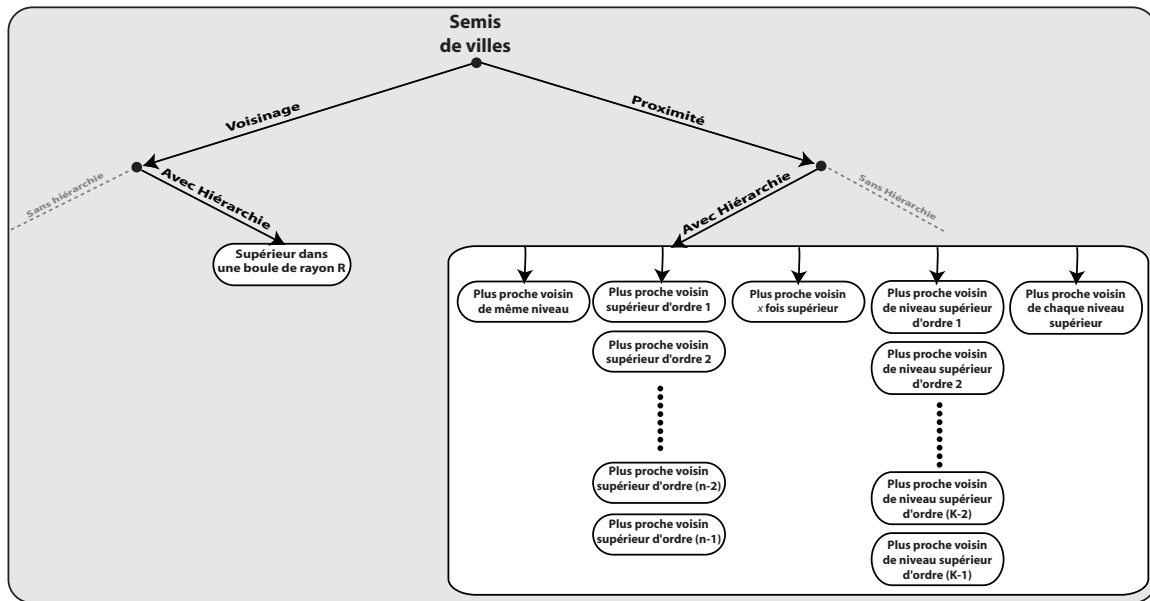 Semis
de villes
Voisinage
Proximité
Sans hiérarchie
Avec Hiérarchie
Avec Hiérarchie
Sans Hiérarchie
Supérieur dans
une boule de rayon R
Plus proche voisin
de même niveau
Plus proche voisin
supérieur d'ordre 1
Plus proche voisin
supérieur d'ordre 2
Plus proche voisin
supérieur d'ordre (n-2)
Plus proche voisin
supérieur d'ordre (n-1)
Plus proche voisin
x fois supérieur
Plus proche voisin
de niveau supérieur
d'ordre 1
Plus proche voisin
de niveau supérieur
d'ordre 2
Plus proche voisin
de niveau supérieur
d'ordre (K-2)
Plus proche voisin
de niveau supérieur
d'ordre (K-1)
Plus proche voisin
de chaque niveau
supérieur